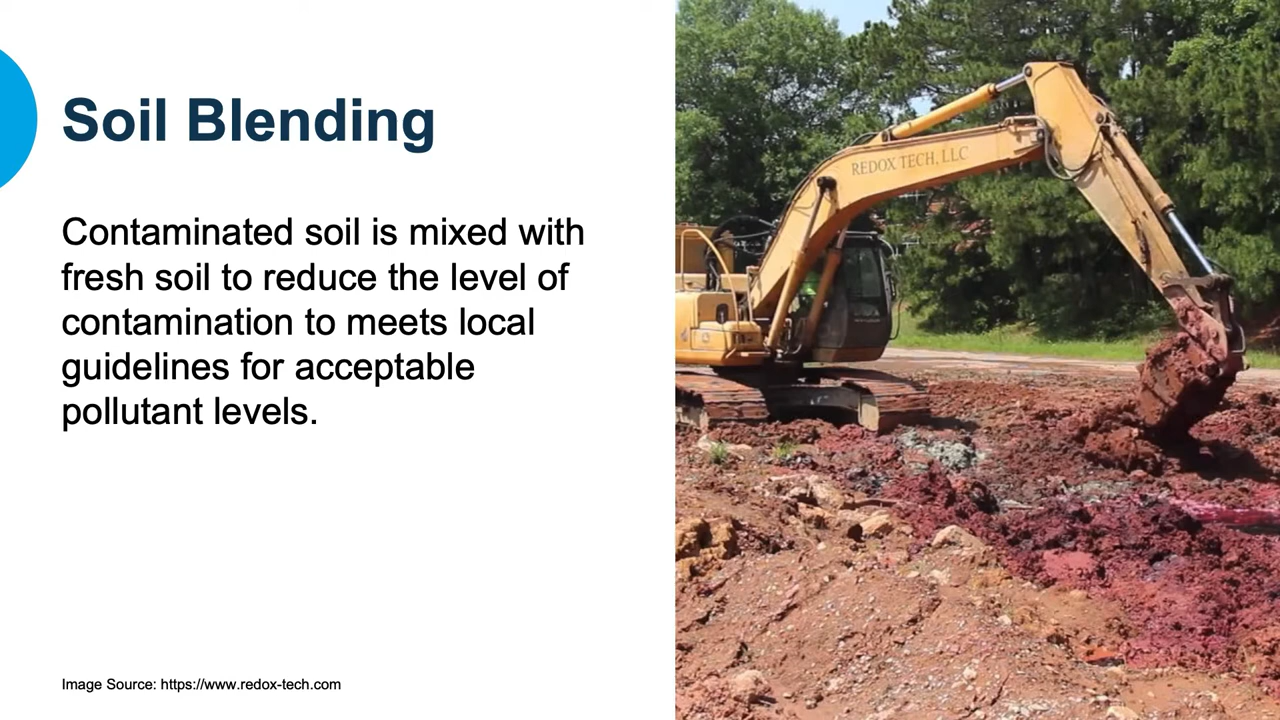 Soil Blending
Contaminated soil is mixed with
fresh soil to reduce the level of
contamination to meets local
guidelines for acceptable
pollutant levels.
Image Source: https://www.redox-tech.com
REDOX TECH, LLC